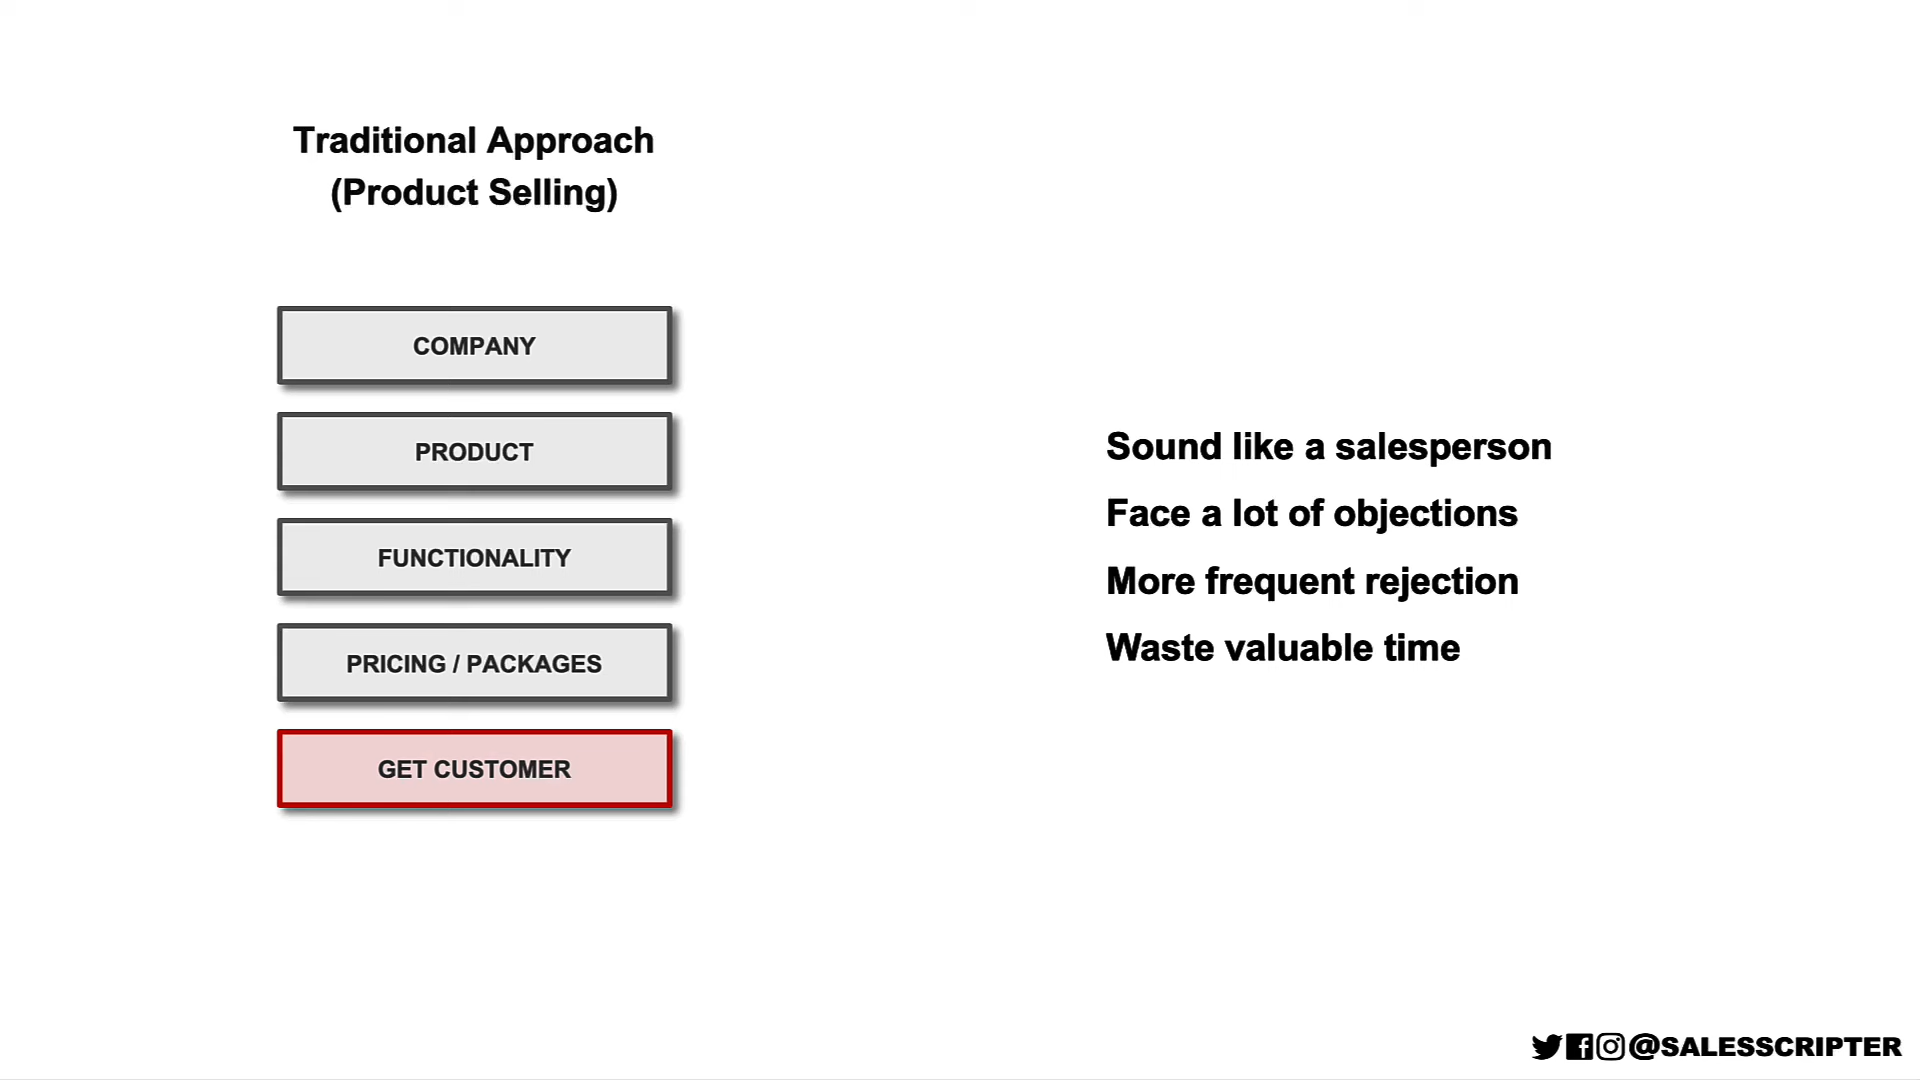 Traditional Approach
(Product Selling)
COMPANY
PRODUCT
FUNCTIONALITY
PRICING / PACKAGES
GET CUSTOMER
Sound like a salesperson
Face a lot of objections
More frequent rejection
Waste valuable time
@SALESSCRIPTER